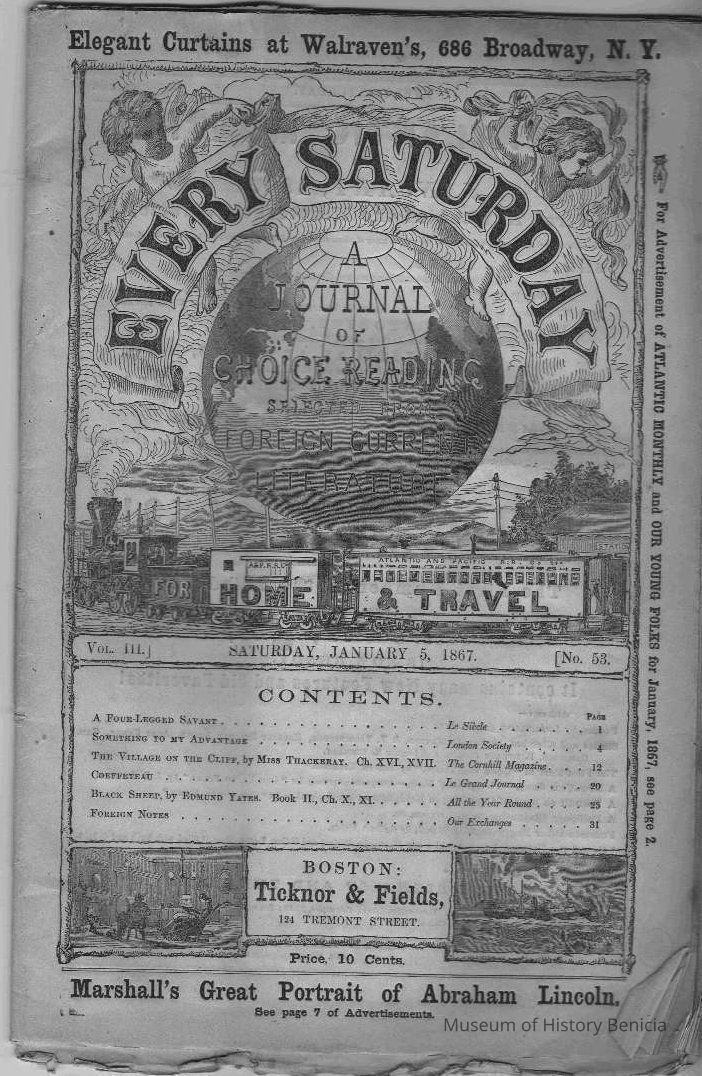 Elegant Curtains at Walraven's, 686 Broadway, N. Y.
EVERY SATURDAY
A
JOURNAL
OF
CHOICE READING
SELECTED FROM
FOREIGN CURRENT
LITERATURE
ATLANTIC AND PACIFIC R.R.
FOR HOME & TRAVEL
VOL. III.] SATURDAY, JANUARY 5, 1867. [No. 53.
CONTENTS.
PAGE
A FOUR-LEGGED SAVANT . . . Le Siècle . . . 1
SOMETHING TO MY ADVANTAGE . . . London Society . . . 4
THE VILLAGE ON THE CLIFF, by MISS THACKERAY. Ch. XVI., XVII. The Cornhill Magazine . . . 12
COEFFETEAU . . . Le Grand Journal . . . 20
BLACK SHEEP, by EDMUND YATES. Book II., Ch. X., XI. . . . All the Year Round . . . 25
FOREIGN NOTES . . . Our Exchanges . . . 31
BOSTON:
Ticknor & Fields,
124 TREMONT STREET.
Price, 10 Cents.
Marshall's Great Portrait of Abraham Lincoln.
See page 7 of Advertisements.
For Advertisement of ATLANTIC MONTHLY and OUR YOUNG FOLKS for January, 1867, see page 2.
Museum of History Benicia